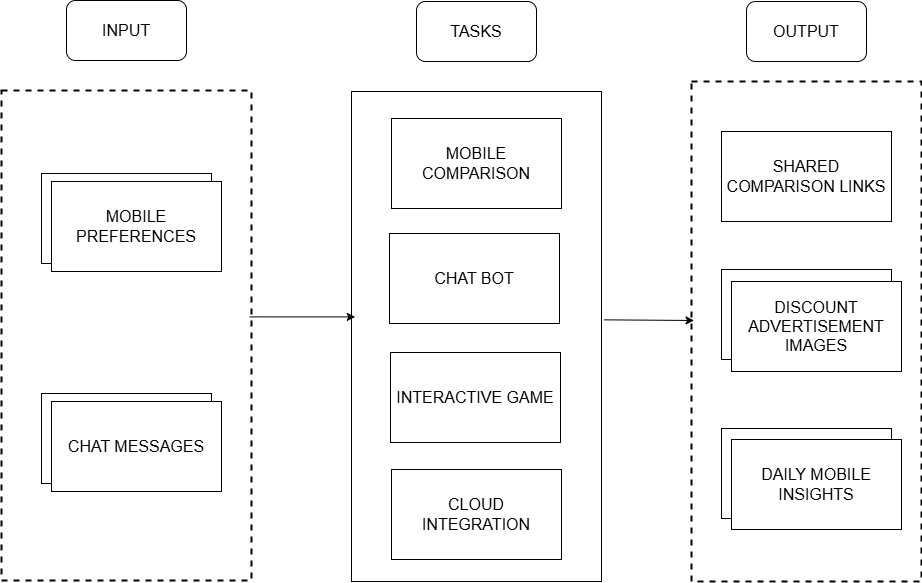 INPUT
TASKS
OUTPUT
MOBILE
PREFERENCES
CHAT MESSAGES
MOBILE
COMPARISON
CHAT BOT
INTERACTIVE GAME
CLOUD
INTEGRATION
SHARED
COMPARISON LINKS
DISCOUNT
ADVERTISEMENT
IMAGES
DAILY MOBILE
INSIGHTS